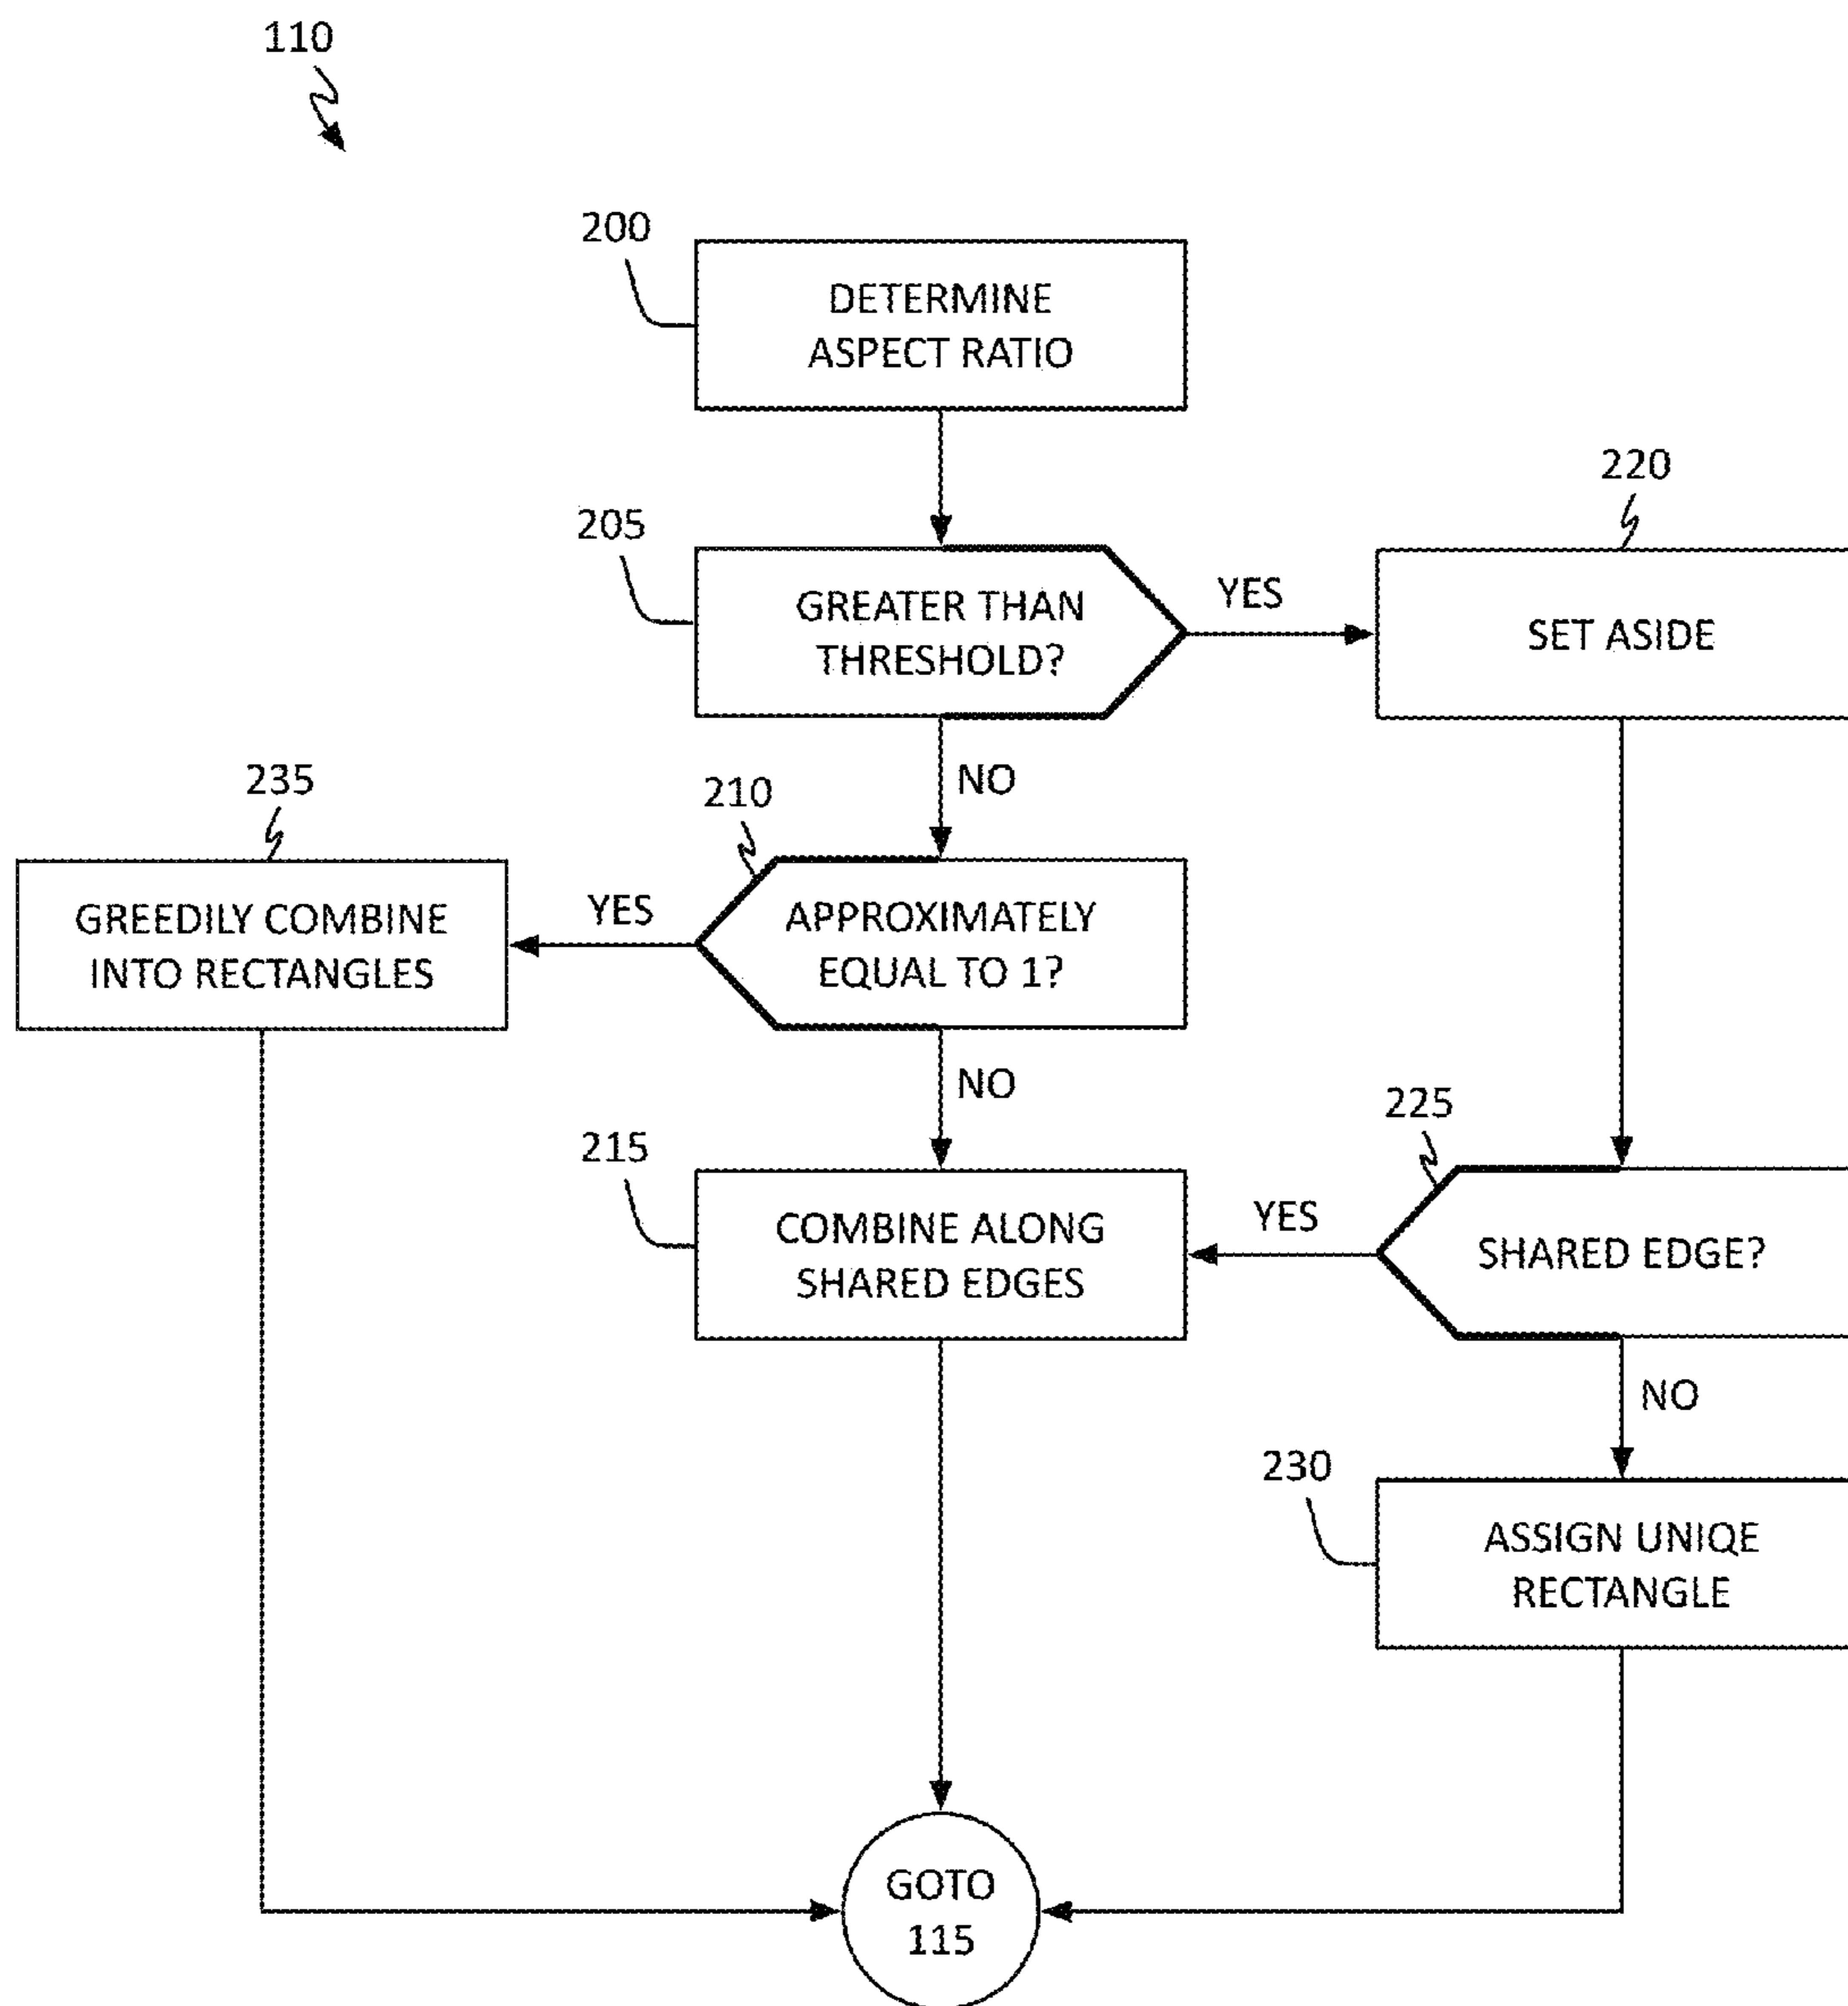 110
200
DETERMINE
ASPECT RATIO
220
205
GREATER THAN
THRESHOLD?
YES
SET ASIDE
NO
235
210
GREEDILY COMBINE
INTO RECTANGLES
YES
APPROXIMATELY
EQUAL TO 1?
NO
225
215
COMBINE ALONG
SHARED EDGES
YES
SHARED EDGE?
NO
230
ASSIGN UNIQE
RECTANGLE
GOTO
115